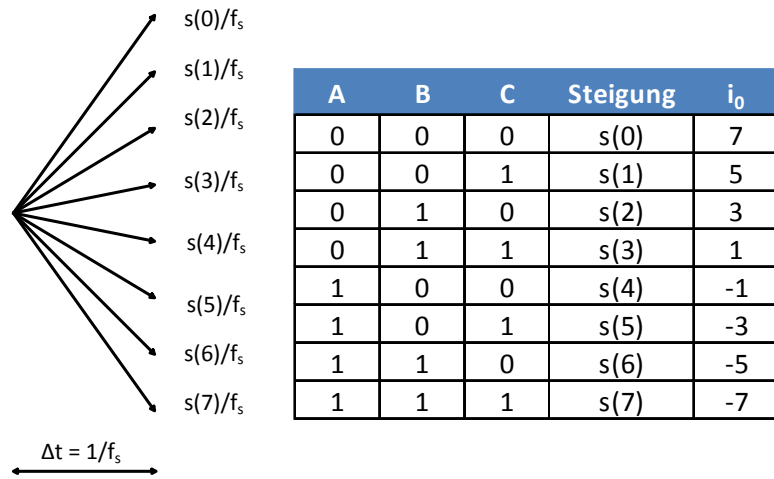 s(0)/fₛ
s(1)/fₛ
s(2)/fₛ
s(3)/fₛ
s(4)/fₛ
s(5)/fₛ
s(6)/fₛ
s(7)/fₛ
Δt = 1/fₛ
A B C Steigung i₀
0 0 0 s(0) 7
0 0 1 s(1) 5
0 1 0 s(2) 3
0 1 1 s(3) 1
1 0 0 s(4) -1
1 0 1 s(5) -3
1 1 0 s(6) -5
1 1 1 s(7) -7